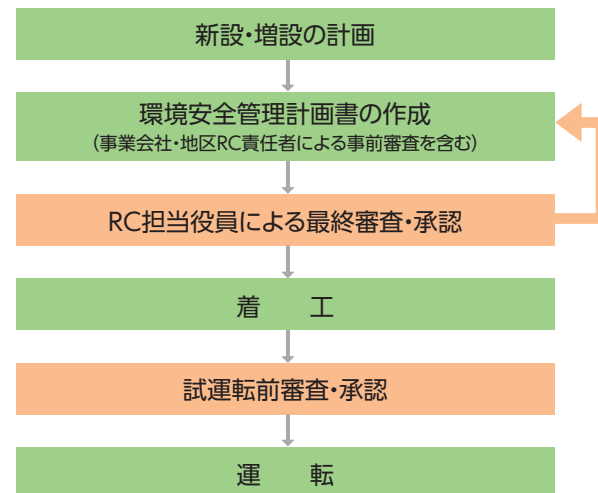 新設・増設の計画
環境安全管理計画書の作成
（事業会社・地区RC責任者による事前審査を含む）
RC担当役員による最終審査・承認
着　　工
試運転前審査・承認
運　　転